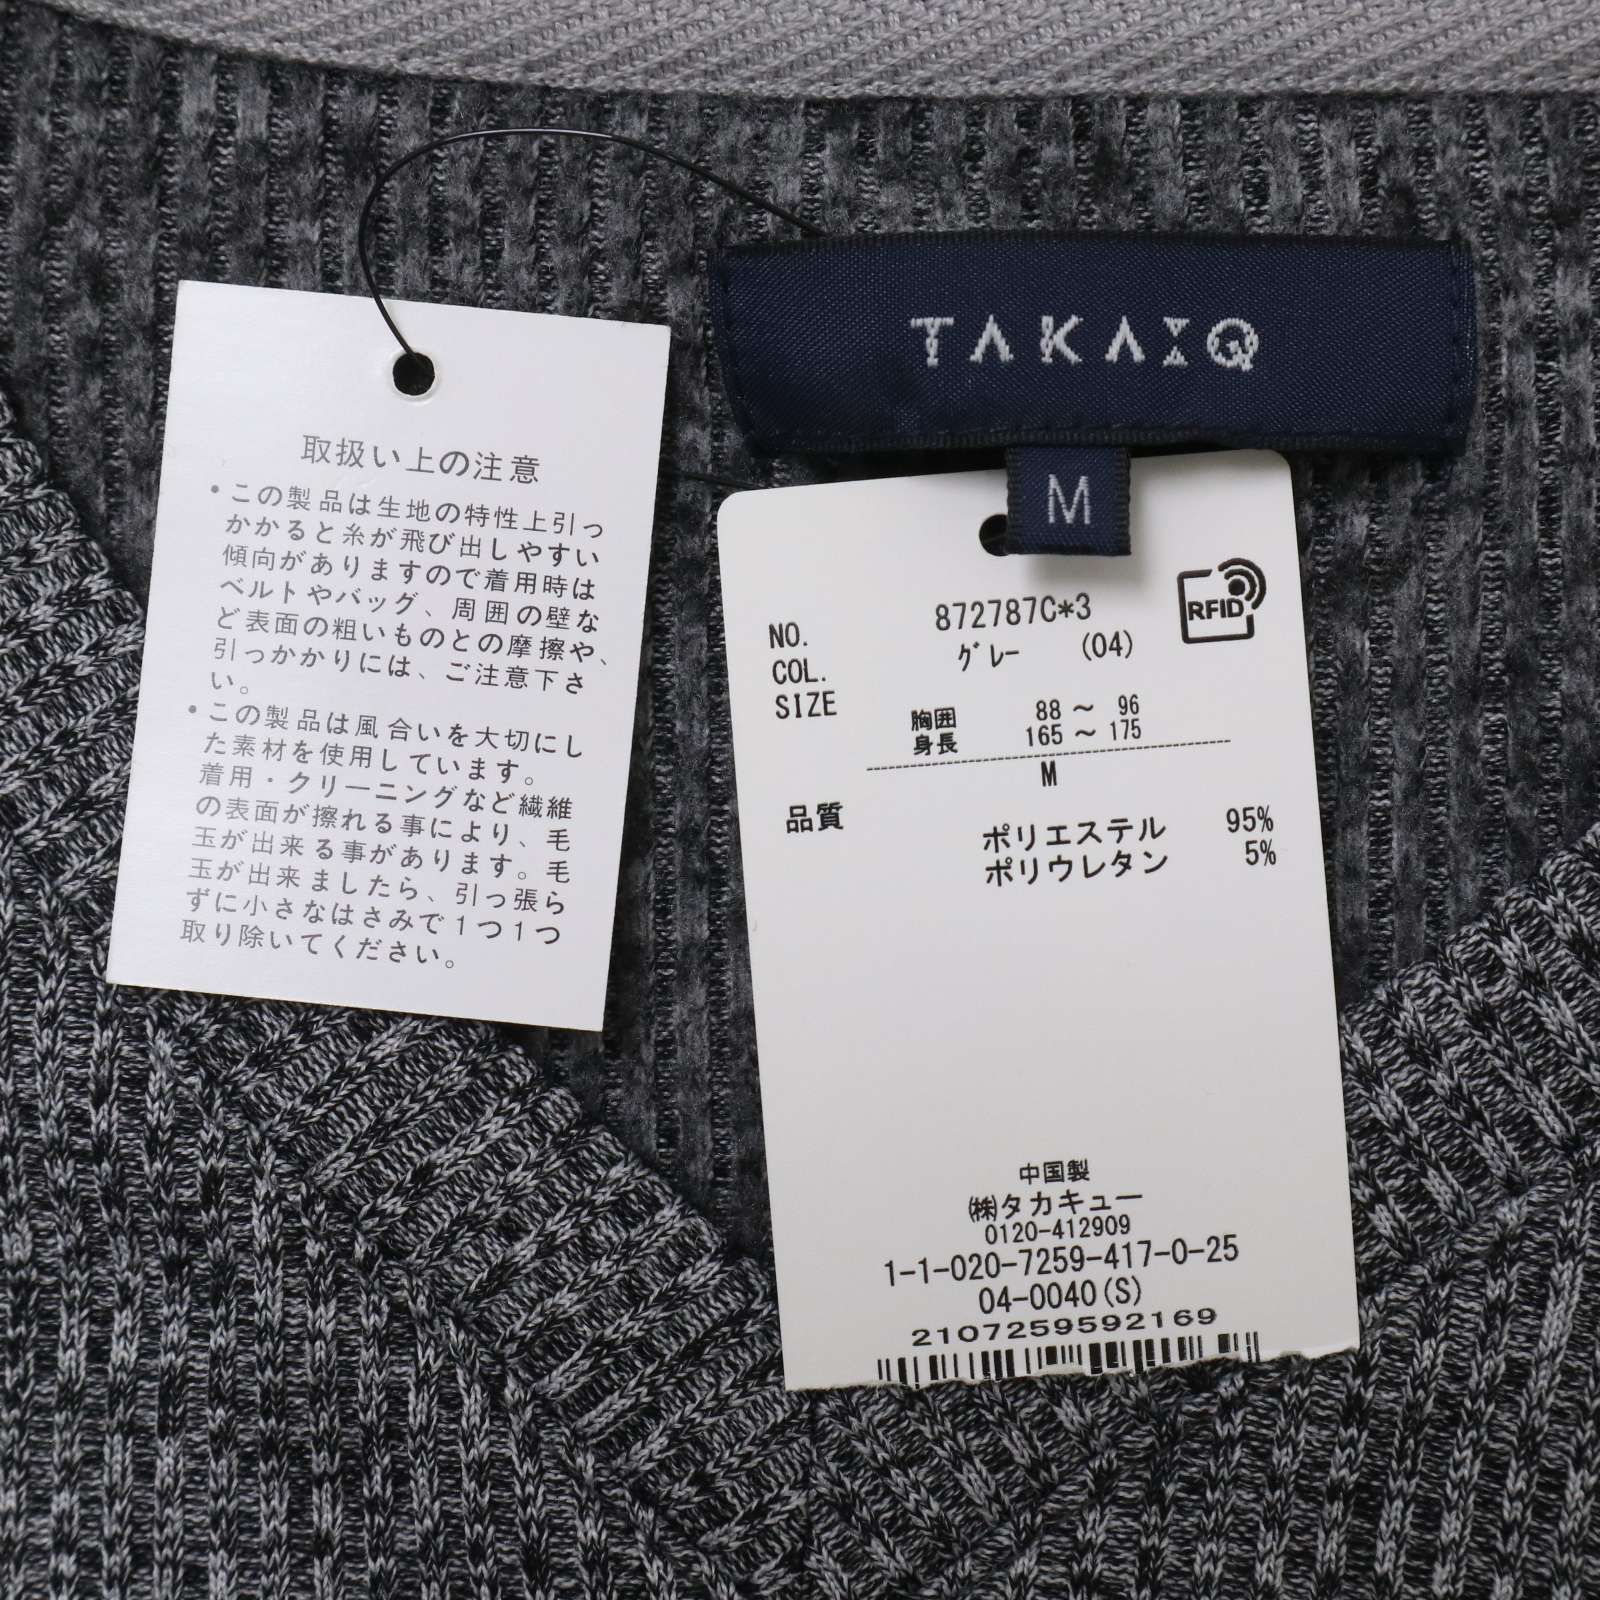 TAKA:Q
M
取扱い上の注意
•この製品は生地の特性上引っ
かかると糸が飛び出しやすい
傾向がありますので着用時は
ベルトやバッグ、周囲の壁な
ど表面の粗いものとの摩擦や、
引っかかりには、ご注意下さ
い。
•この製品は風合いを大切にし
た素材を使用しています。
着用・クリーニングなど繊維
の表面が擦れる事により、毛
玉が出来る事があります。毛
玉が出来ましたら、引っ張ら
ずに小さなはさみで1つ1つ
取り除いてください。
RFID
NO. 872787C*3
COL. グレー (04)
SIZE
胸囲 88 ~ 96
身長 165 ~ 175
M
品質
ポリエステル 95%
ポリウレタン 5%
中国製
㈱タカキュー
0120-412909
1-1-020-7259-417-0-25
04-0040(S)
2107259592169